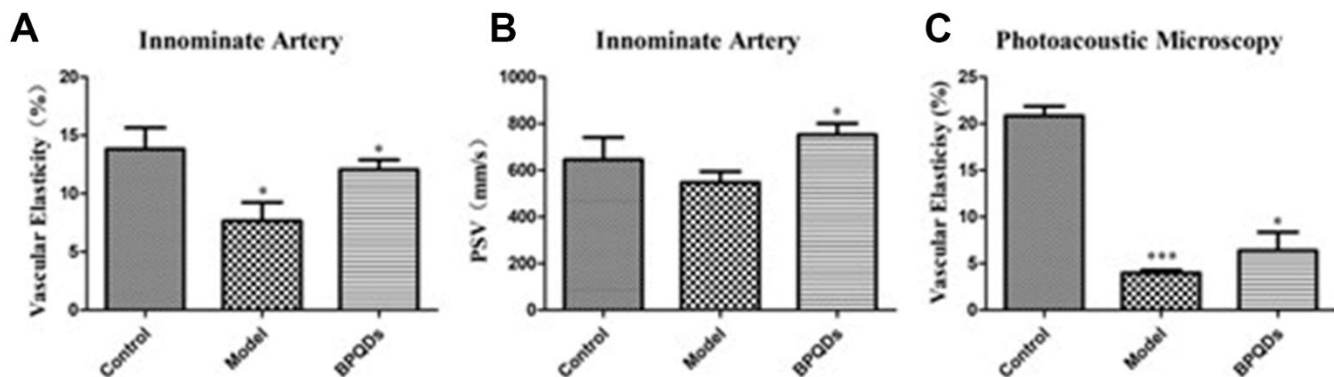 A
Innominate Artery
Vascular Elasticity (%)
20
15
10
5
0
*
*
Control
Model
BPQDs
B
Innominate Artery
PSV (mm/s)
1000
800
600
400
200
0
*
Control
Model
BPQDs
C
Photoacoustic Microscopy
Vascular Elasticisy (%)
25
20
15
10
5
0
***
*
Control
Model
BPQDs